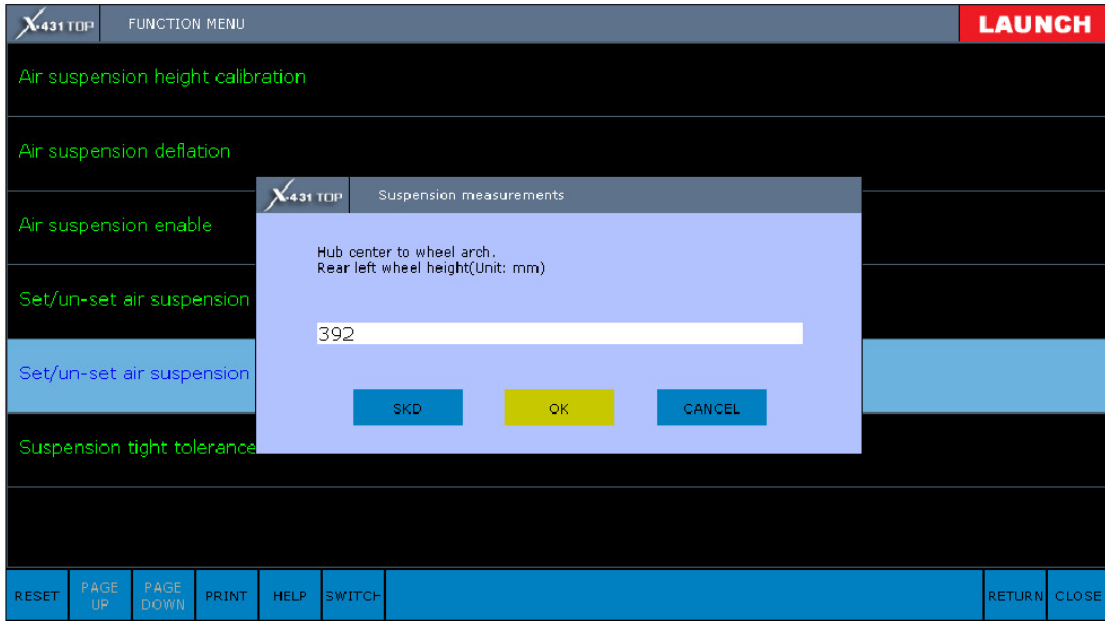 X-431 TOP FUNCTION MENU LAUNCH
Air suspension height calibration
Air suspension deflation
Air suspension enable
Set/un-set air suspension
Set/un-set air suspension
Suspension tight tolerance
X-431 TOP Suspension measurements
Hub center to wheel arch.
Rear left wheel height(Unit: mm)
392
SKD OK CANCEL
RESET PAGE UP PAGE DOWN PRINT HELP SWITCH RETURN CLOSE